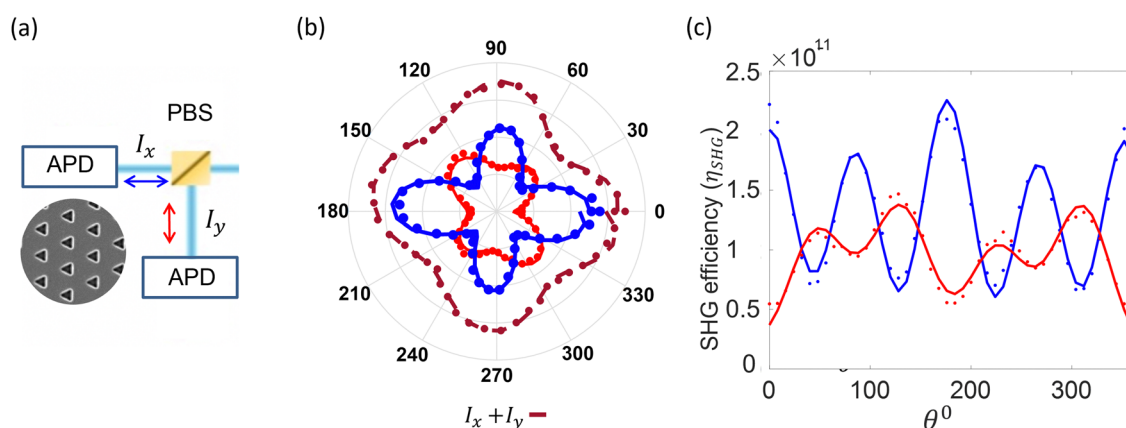 (a)
PBS
I_x
APD
I_y
APD
(b)
90
120
60
150
30
180
0
210
330
240
300
270
I_x + I_y
(c)
×10^11
SHG efficiency (η_SHG)
2.5
2
1.5
1
0.5
0
0
100
200
300
θ^0